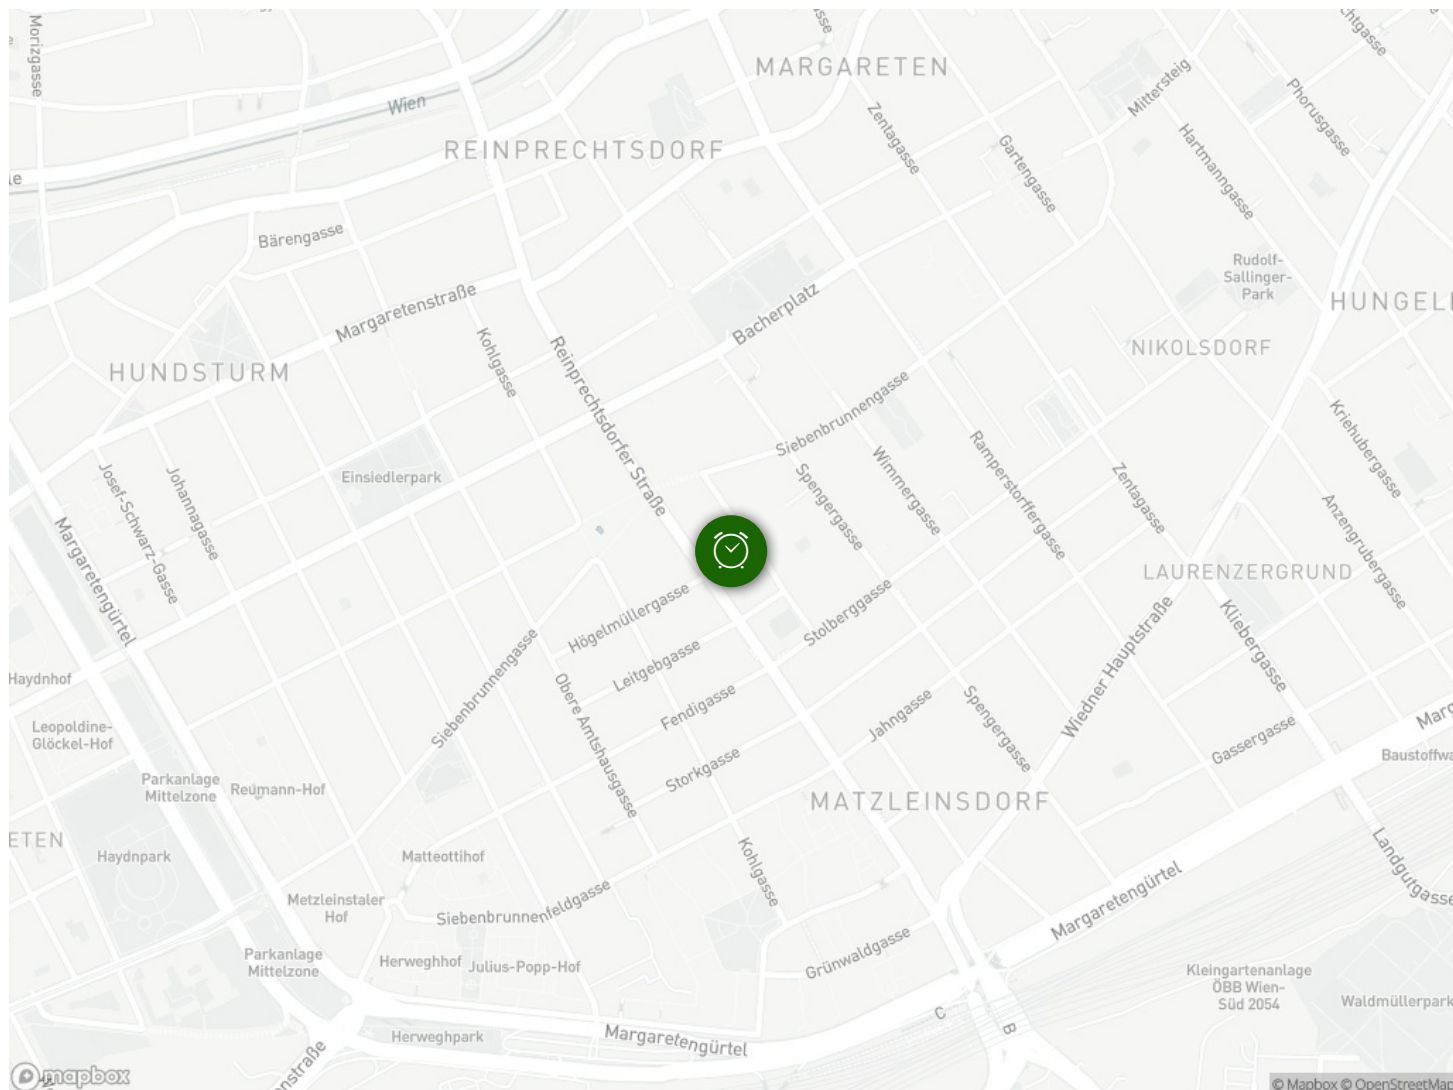 Morizgasse
Wien
MARGARETEN
REINPRECHTSDORF
Mittersteig
Phorusgasse
Zentagasse
Gartengasse
Hartmanngasse
Bärengasse
Rudolf-
Sallinger-
Park
Margaretenstraße
Bacherplatz
HUNDSTURM
Kohlgasse
Reinprechtsdorfer Straße
NIKOLSDORF
Siebenbrunnengasse
Kriehubergasse
Einsiedlerpark
Josef-Schwarz-Gasse
Johannagasse
Margaretengürtel
Spengergasse
Wimmergasse
Ramperstorffergasse
Zentagasse
Anzengrubergasse
LAURENZERGRUND
Högelmüllergasse
Stolberggasse
Kliebergasse
Haydnhof
Siebenbrunnengasse
Leitgebgasse
Wiedner Hauptstraße
Obere Amtshausgasse
Fendigasse
Jahngasse
Spengergasse
Leopoldine-
Glöckel-Hof
Gassergasse
Parkanlage
Mittelzone
Reumann-Hof
Storkgasse
MATZLEINSDORF
Haydnpark
Matteottihof
Kohlgasse
Landgutgasse
Metzleinstaler
Hof
Siebenbrunnenfeldgasse
Margaretengürtel
Parkanlage
Mittelzone
Herweghhof
Julius-Popp-Hof
Grünwaldgasse
Kleingartenanlage
ÖBB Wien-
Süd 2054
Waldmüllerpark
C
B
Herweghpark
Margaretengürtel
mapbox
© Mapbox © OpenStreetMap